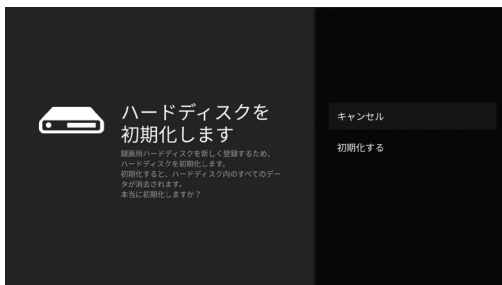 ハードディスクを
初期化します
録画用ハードディスクを新しく登録するため、
ハードディスクを初期化します。
初期化すると、ハードディスク内のすべてのデー
タが消去されます。
本当に初期化しますか？
キャンセル
初期化する